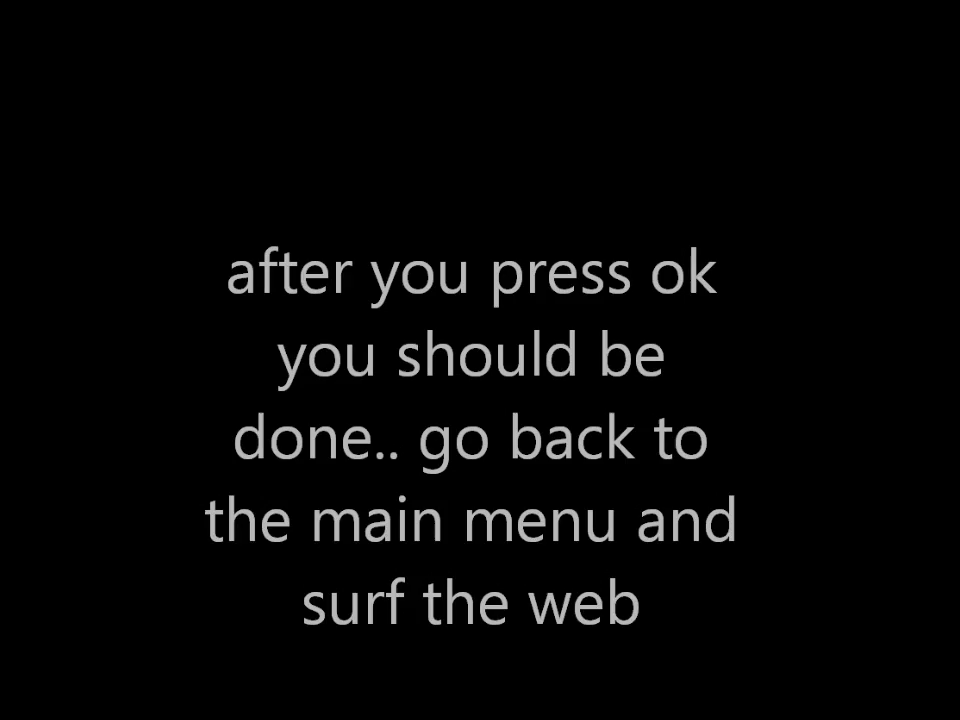 after you press ok
you should be
done.. go back to
the main menu and
surf the web